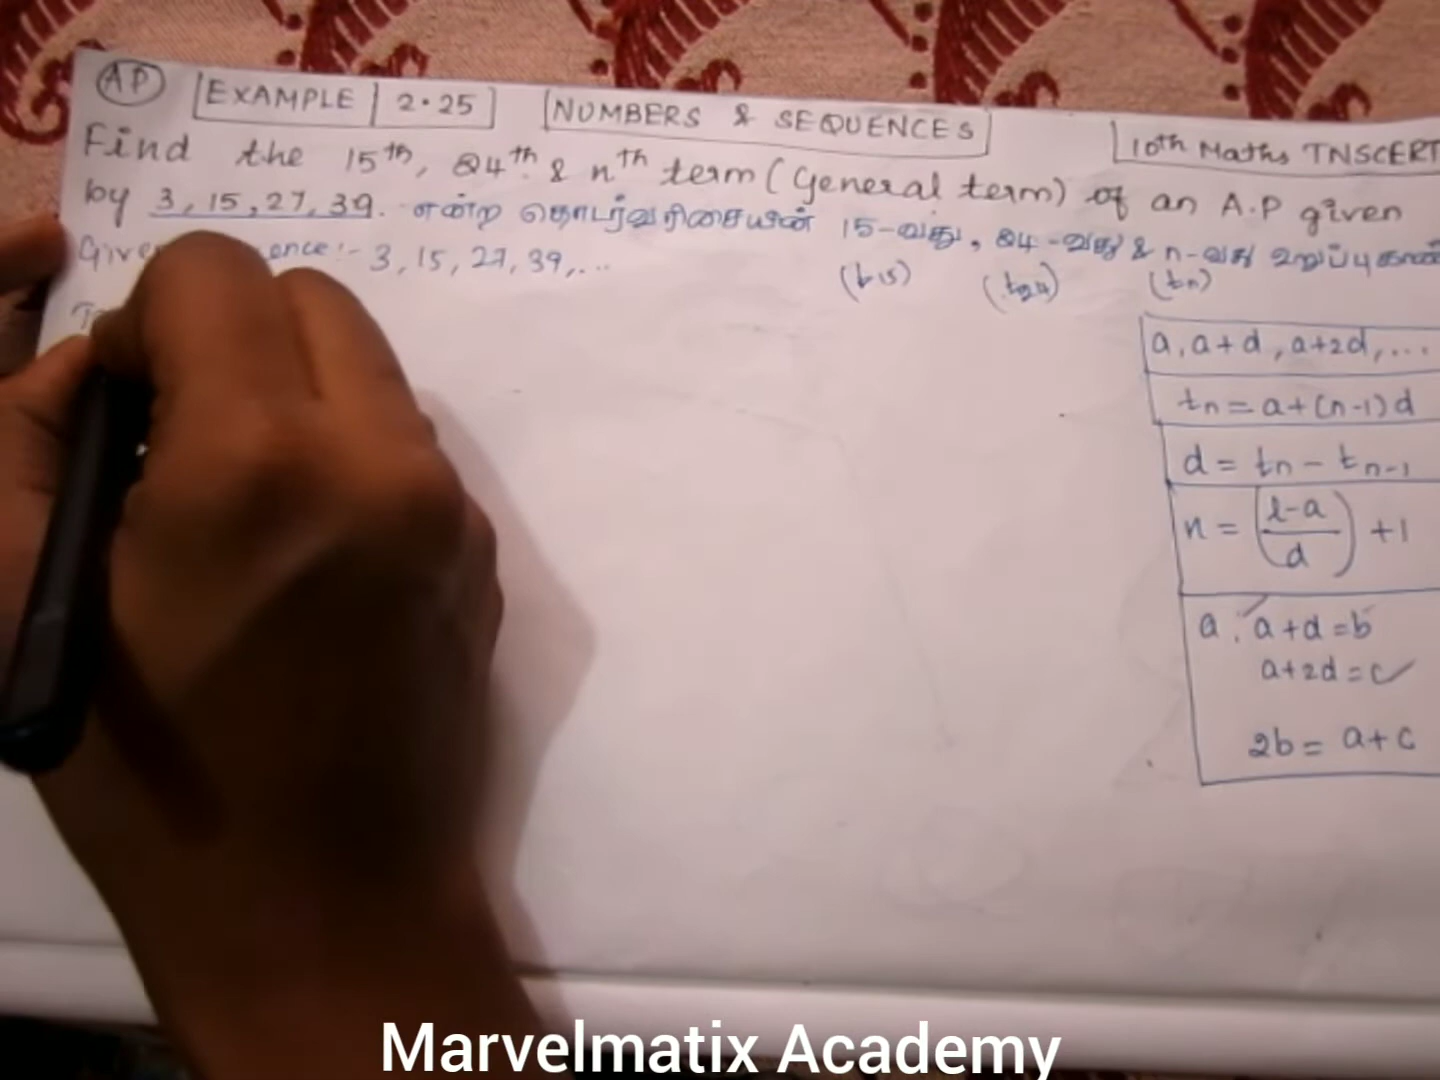 AP EXAMPLE 2.25 NUMBERS & SEQUENCES 10th Maths TNSCERT
Find the 15th, 24th & nth term (General term) of an A.P given
by 3, 15, 27, 39. என்ற தொடர்வரிசையின் 15-வது, 24-வது & n-வது உறுப்பு காண்
3, 15, 27, 39, ...
(t15) (t24) (tn)
a, a+d, a+2d, ...
tn = a+(n-1)d
d = tn - tn-1
n = (l-a/d) +1
a, a+d = b
a+2d = c
2b = a+c
Marvelmatix Academy